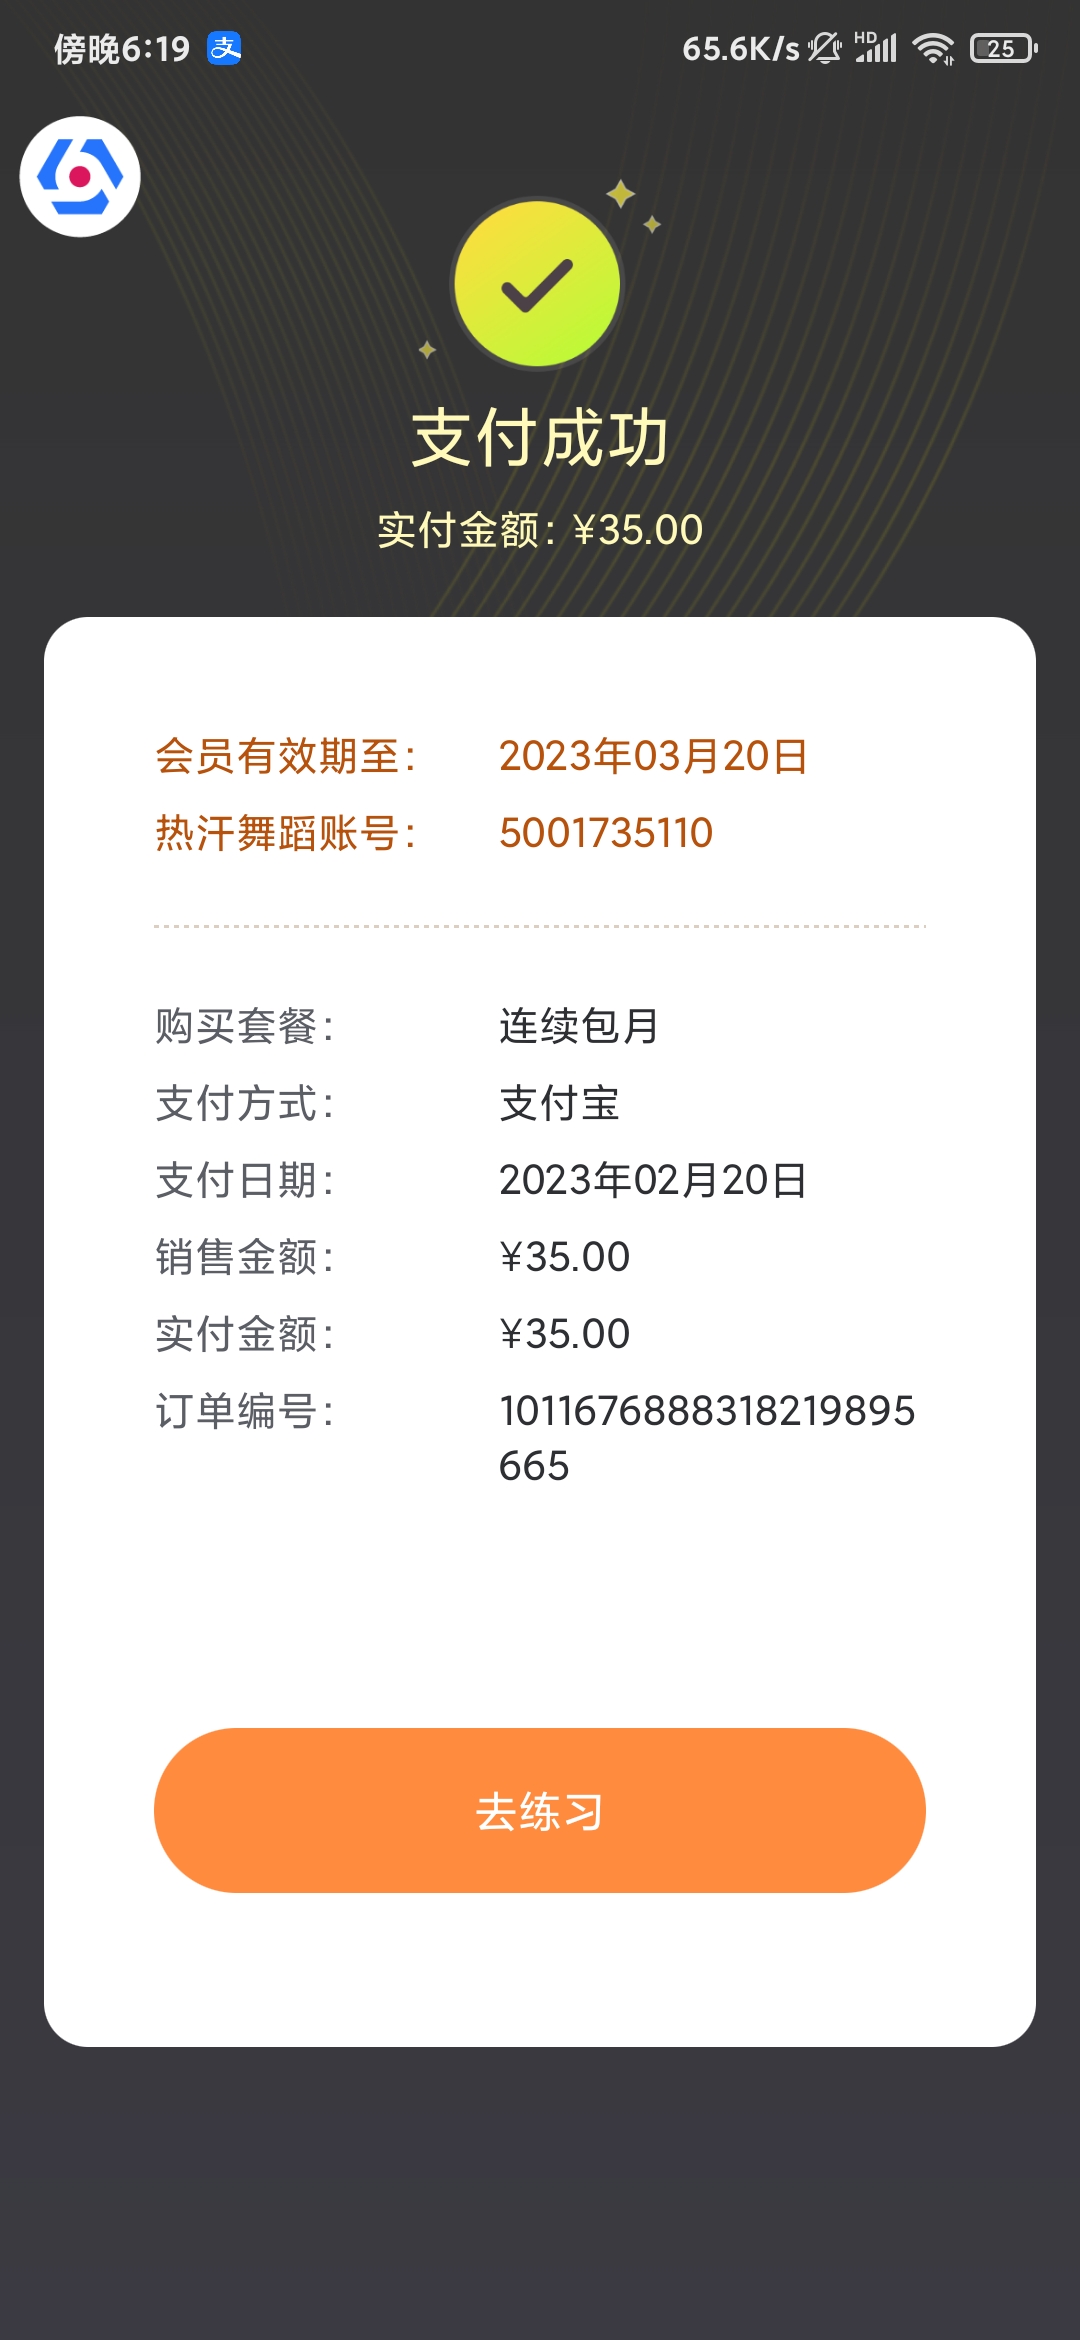 傍晚6:19 支 65.6K/s HD 25
支付成功
实付金额: ¥35.00
会员有效期至: 2023年03月20日
热汗舞蹈账号: 5001735110
购买套餐: 连续包月
支付方式: 支付宝
支付日期: 2023年02月20日
销售金额: ¥35.00
实付金额: ¥35.00
订单编号: 1011676888318219895
665
去练习